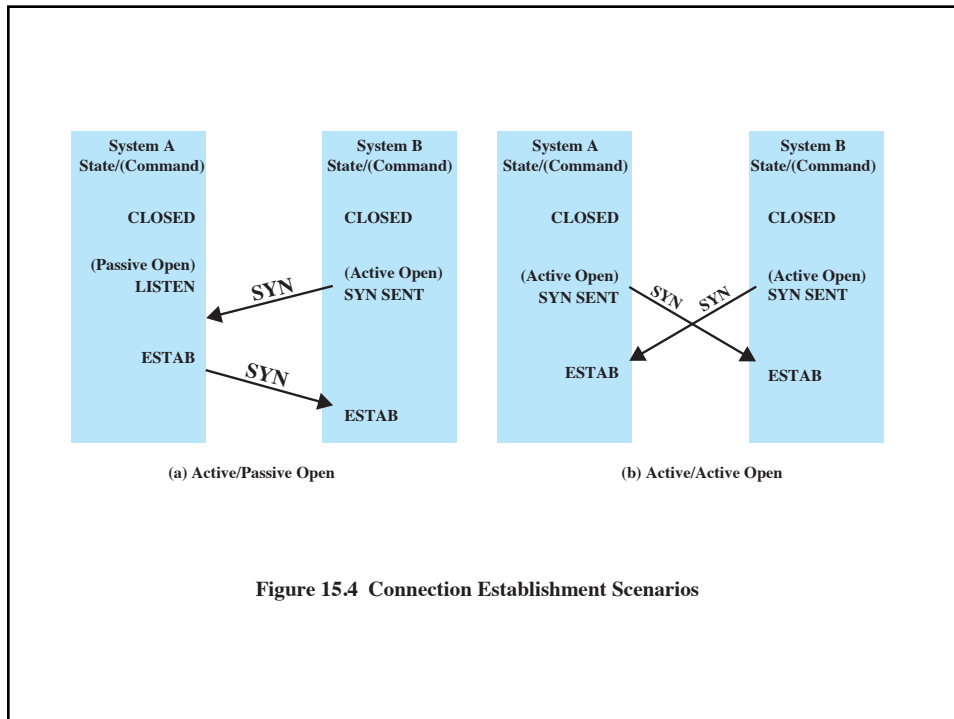 System A
State/(Command)
CLOSED
(Passive Open)
LISTEN
ESTAB
SYN
SYN
System B
State/(Command)
CLOSED
(Active Open)
SYN SENT
ESTAB
(a) Active/Passive Open
System A
State/(Command)
CLOSED
(Active Open)
SYN SENT
ESTAB
SYN
SYN
System B
State/(Command)
CLOSED
(Active Open)
SYN SENT
ESTAB
(b) Active/Active Open
Figure 15.4 Connection Establishment Scenarios